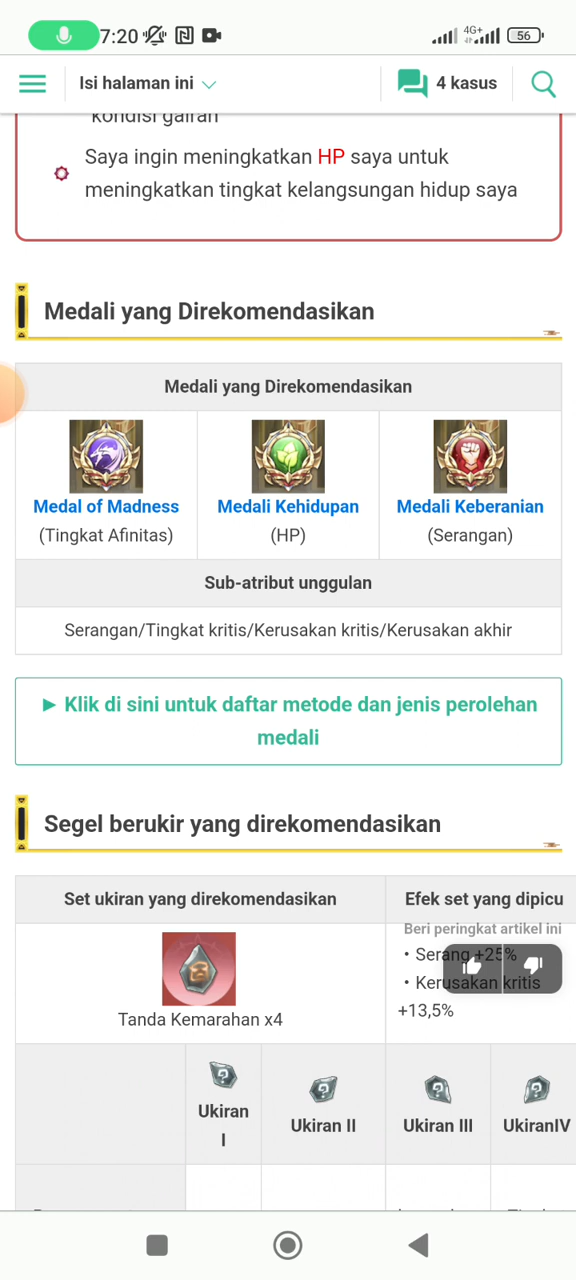 7:20
4G+
56
Isi halaman ini
4 kasus
kondisi galran
Saya ingin meningkatkan HP saya untuk
meningkatkan tingkat kelangsungan hidup saya
Medali yang Direkomendasikan
Medali yang Direkomendasikan
Medal of Madness
(Tingkat Afinitas)
Medali Kehidupan
(HP)
Medali Keberanian
(Serangan)
Sub-atribut unggulan
Serangan/Tingkat kritis/Kerusakan kritis/Kerusakan akhir
► Klik di sini untuk daftar metode dan jenis perolehan
medali
Segel berukir yang direkomendasikan
Set ukiran yang direkomendasikan
Efek set yang dipicu
Beri peringkat artikel ini
Tanda Kemarahan x4
• Serang +25%
• Kerusakan kritis
+13,5%
Ukiran
I
Ukiran II
Ukiran III
UkiranIV